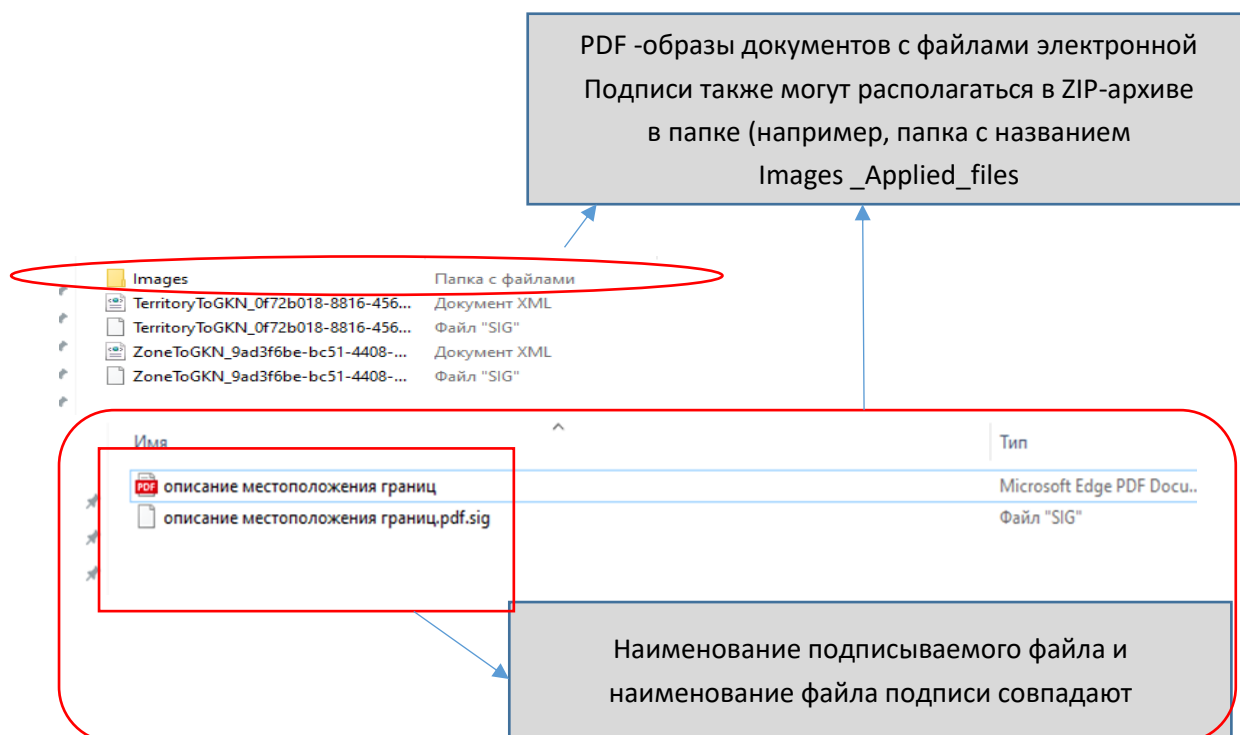 PDF -образы документов с файлами электронной
Подписи также могут располагаться в ZIP-архиве
в папке (например, папка с названием
Images _Applied_files
Images Папка с файлами
TerritoryToGKN_0f72b018-8816-456... Документ XML
TerritoryToGKN_0f72b018-8816-456... Файл "SIG"
ZoneToGKN_9ad3f6be-bc51-4408-... Документ XML
ZoneToGKN_9ad3f6be-bc51-4408-... Файл "SIG"
Имя Тип
PDF описание местоположения границ Microsoft Edge PDF Docu..
описание местоположения границ.pdf.sig Файл "SIG"
Наименование подписываемого файла и
наименование файла подписи совпадают